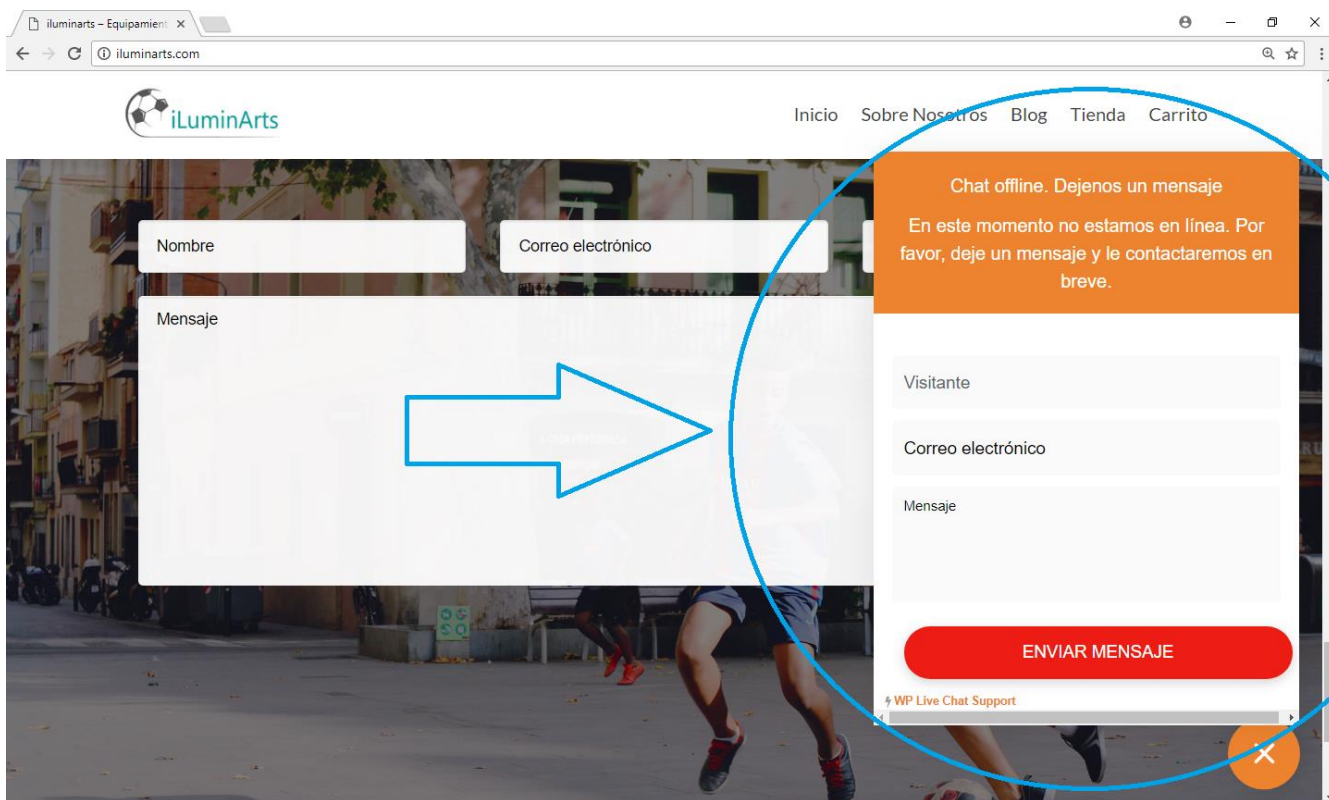 iluminarts – Equipamient
iluminarts.com
iLuminArts
Inicio Sobre Nosotros Blog Tienda Carrito
Chat offline. Dejenos un mensaje
En este momento no estamos en línea. Por
favor, deje un mensaje y le contactaremos en
breve.
Nombre
Correo electrónico
Mensaje
Visitante
Correo electrónico
Mensaje
ENVIAR MENSAJE
WP Live Chat Support